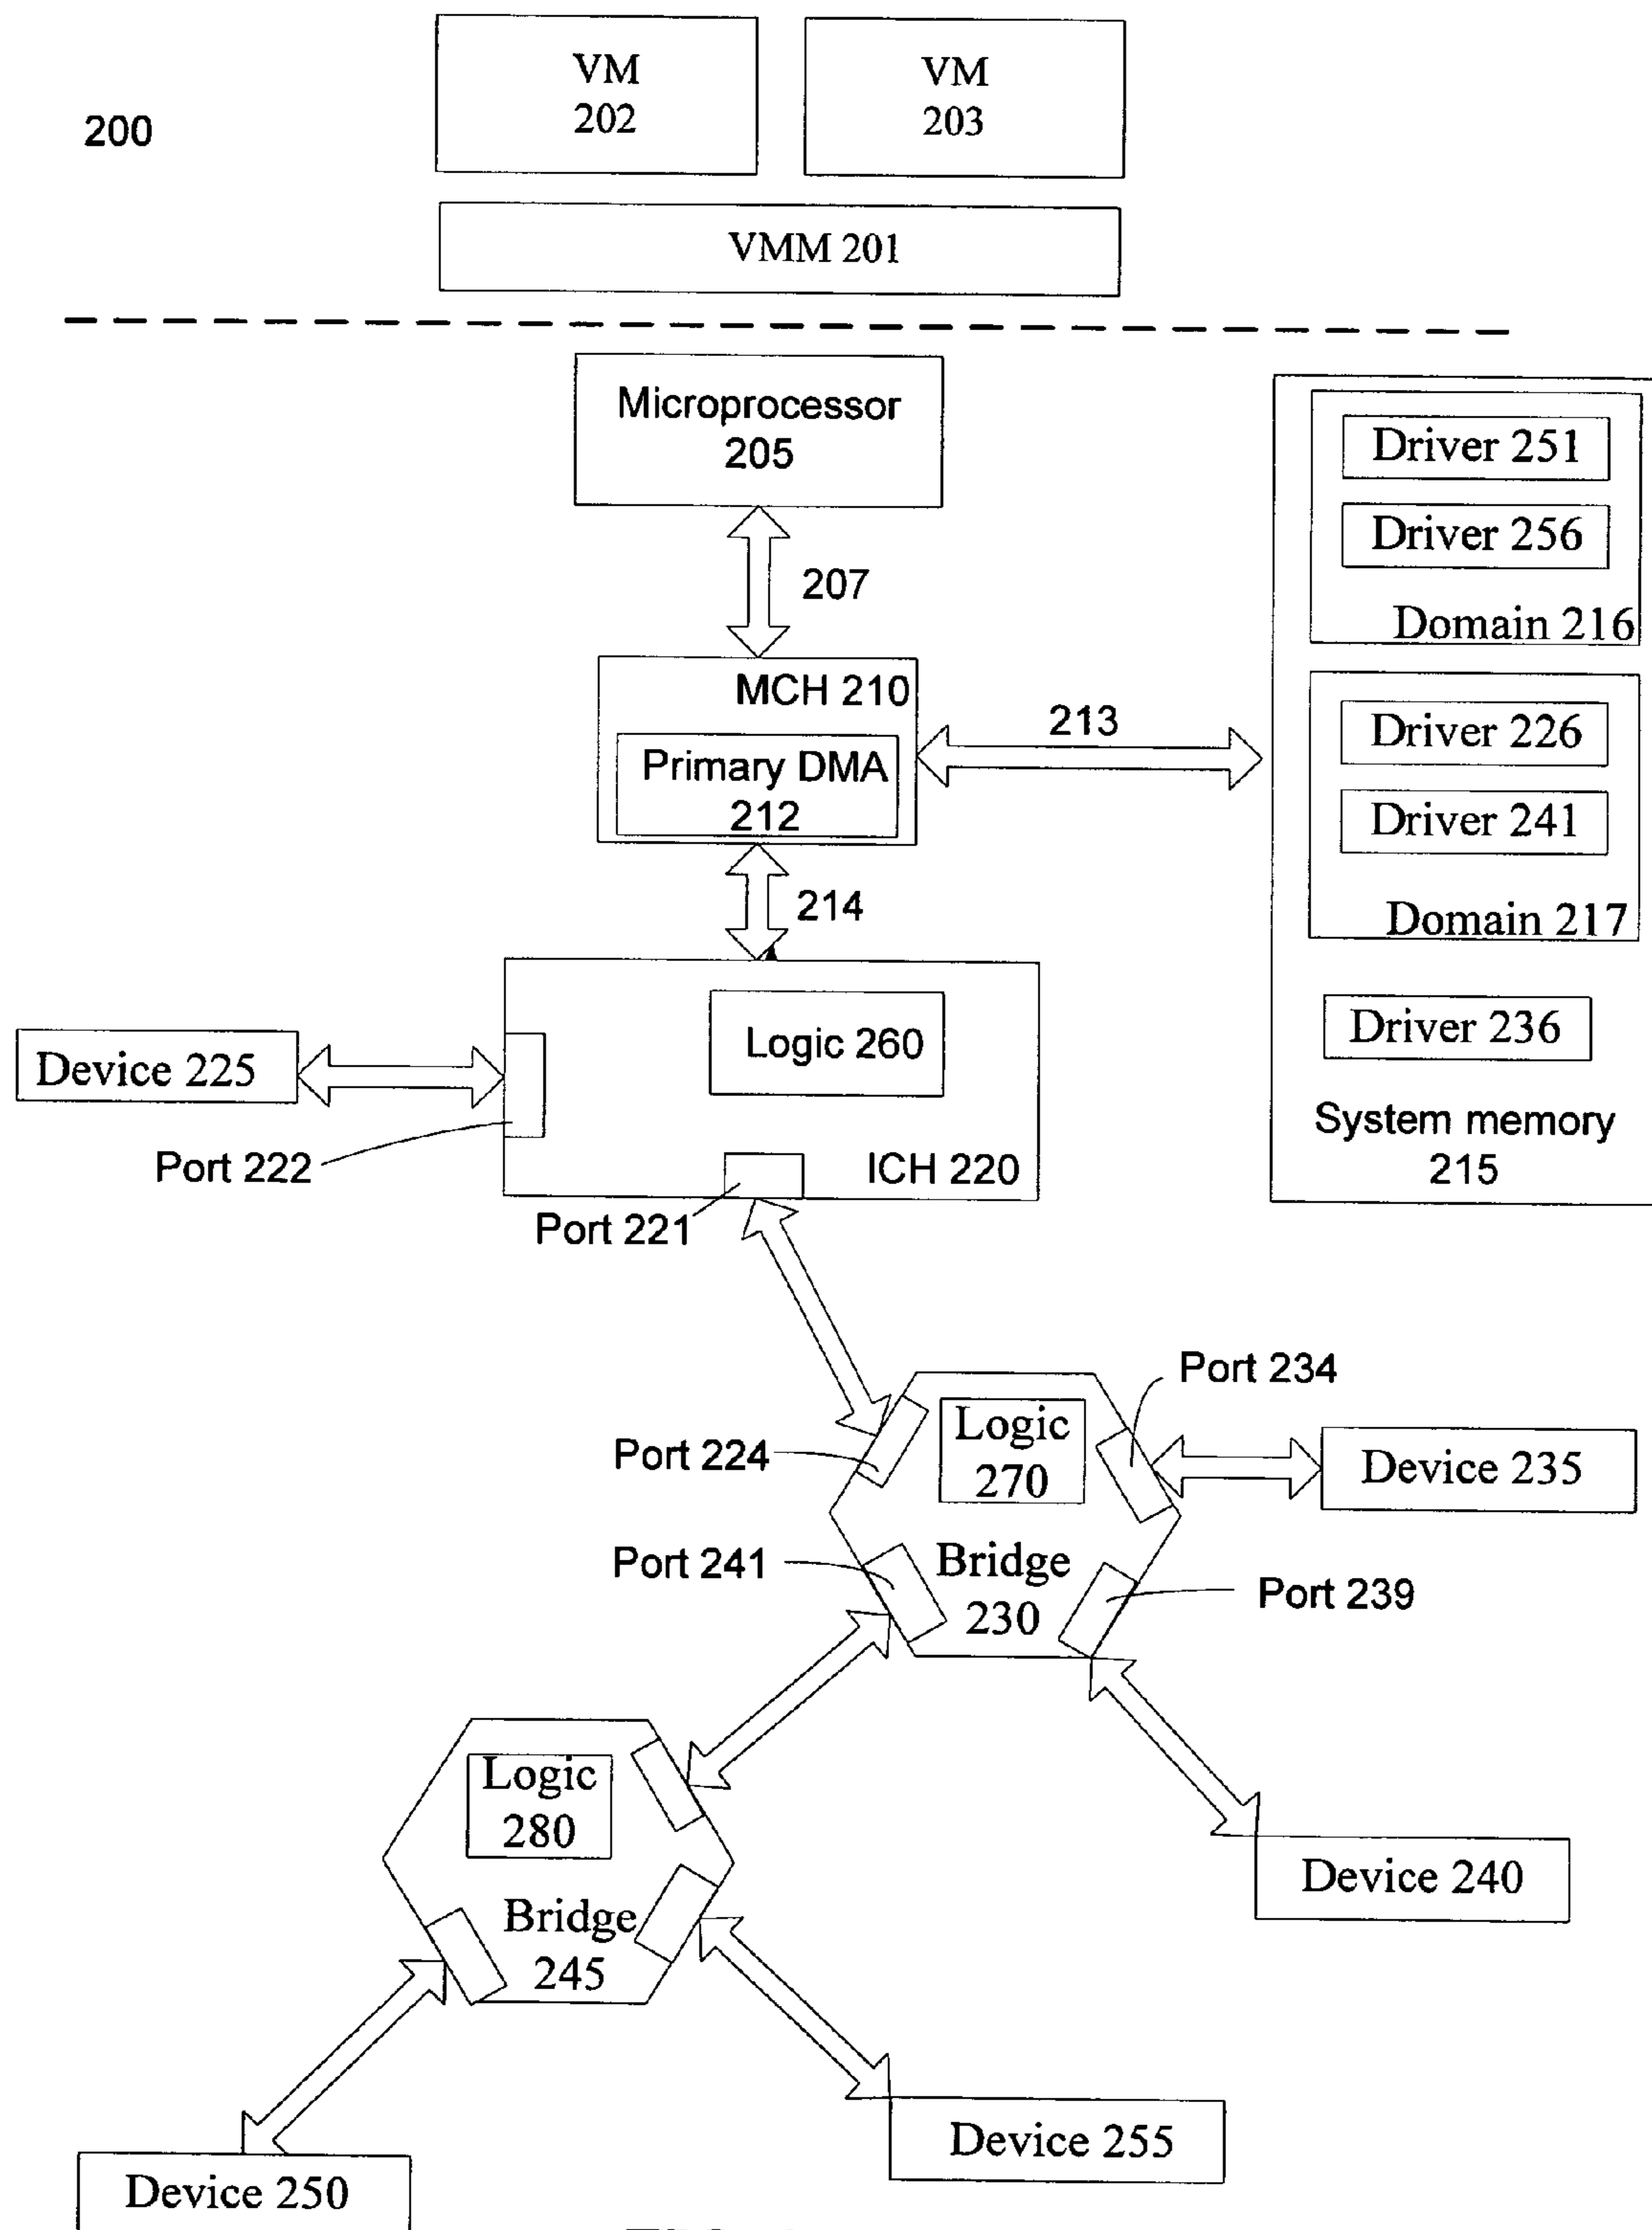 200
VM
202
VM
203
VMM 201
Microprocessor
205
207
MCH 210
Primary DMA
212
213
214
Driver 251
Driver 256
Domain 216
Driver 226
Driver 241
Domain 217
Driver 236
System memory
215
Logic 260
ICH 220
Device 225
Port 222
Port 221
Port 234
Logic
270
Port 224
Device 235
Port 241
Bridge
230
Port 239
Logic
280
Bridge
245
Device 240
Device 255
Device 250